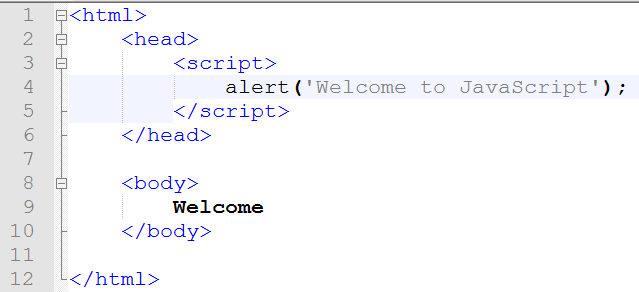 1 <html>
2 <head>
3 <script>
4 alert('Welcome to JavaScript');
5 </script>
6 </head>
7
8 <body>
9 Welcome
10 </body>
11
12 </html>